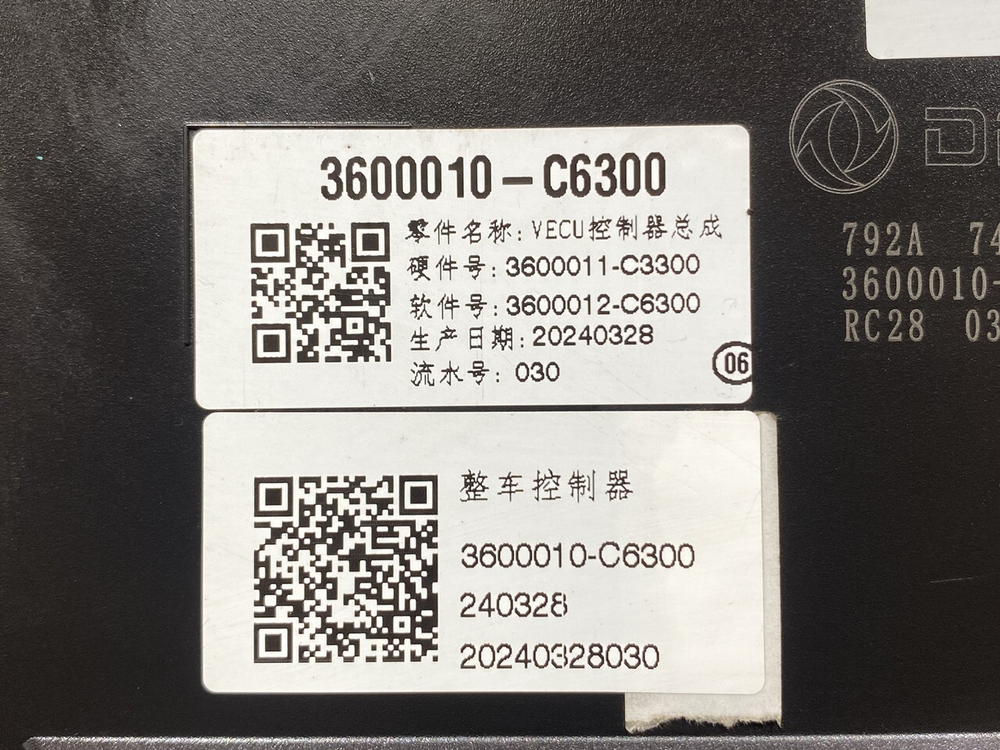 3600010-C6300
零件名称: VECU控制器总成
硬件号: 3600011-C3300
软件号: 3600012-C6300
生产日期: 20240328
流水号: 030
06
整车控制器
3600010-C6300
240328
20240328030
792A 74
3600010-
RC28 03